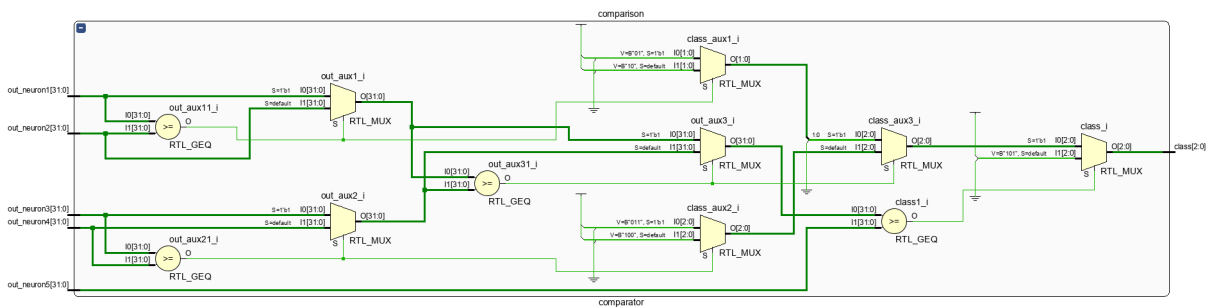 comparison
class_aux1_i
V=B"01", S=1'b1 I0[1:0]
V=B"10", S=default I1[1:0]
O[1:0]
S
RTL_MUX
out_aux1_i
S=1'b1 I0[31:0]
S=default I1[31:0]
O[31:0]
S
RTL_MUX
out_neuron1[31:0]
out_neuron2[31:0]
out_aux11_i
I0[31:0]
I1[31:0]
>=
O
RTL_GEQ
out_aux3_i
S=1'b1 I0[31:0]
S=default I1[31:0]
O[31:0]
S
RTL_MUX
class_aux3_i
1:0 S=1'b1 I0[2:0]
S=default I1[2:0]
O[2:0]
S
RTL_MUX
class_i
S=1'b1 I0[2:0]
V=B"101", S=default I1[2:0]
O[2:0]
S
RTL_MUX
class[2:0]
out_aux31_i
I0[31:0]
I1[31:0]
>=
O
RTL_GEQ
out_aux2_i
S=1'b1 I0[31:0]
S=default I1[31:0]
O[31:0]
S
RTL_MUX
out_neuron3[31:0]
out_neuron4[31:0]
out_aux21_i
I0[31:0]
I1[31:0]
>=
O
RTL_GEQ
class_aux2_i
V=B"011", S=1'b1 I0[2:0]
V=B"100", S=default I1[2:0]
O[2:0]
S
RTL_MUX
class1_i
I0[31:0]
I1[31:0]
>=
O
RTL_GEQ
out_neuron5[31:0]
comparator